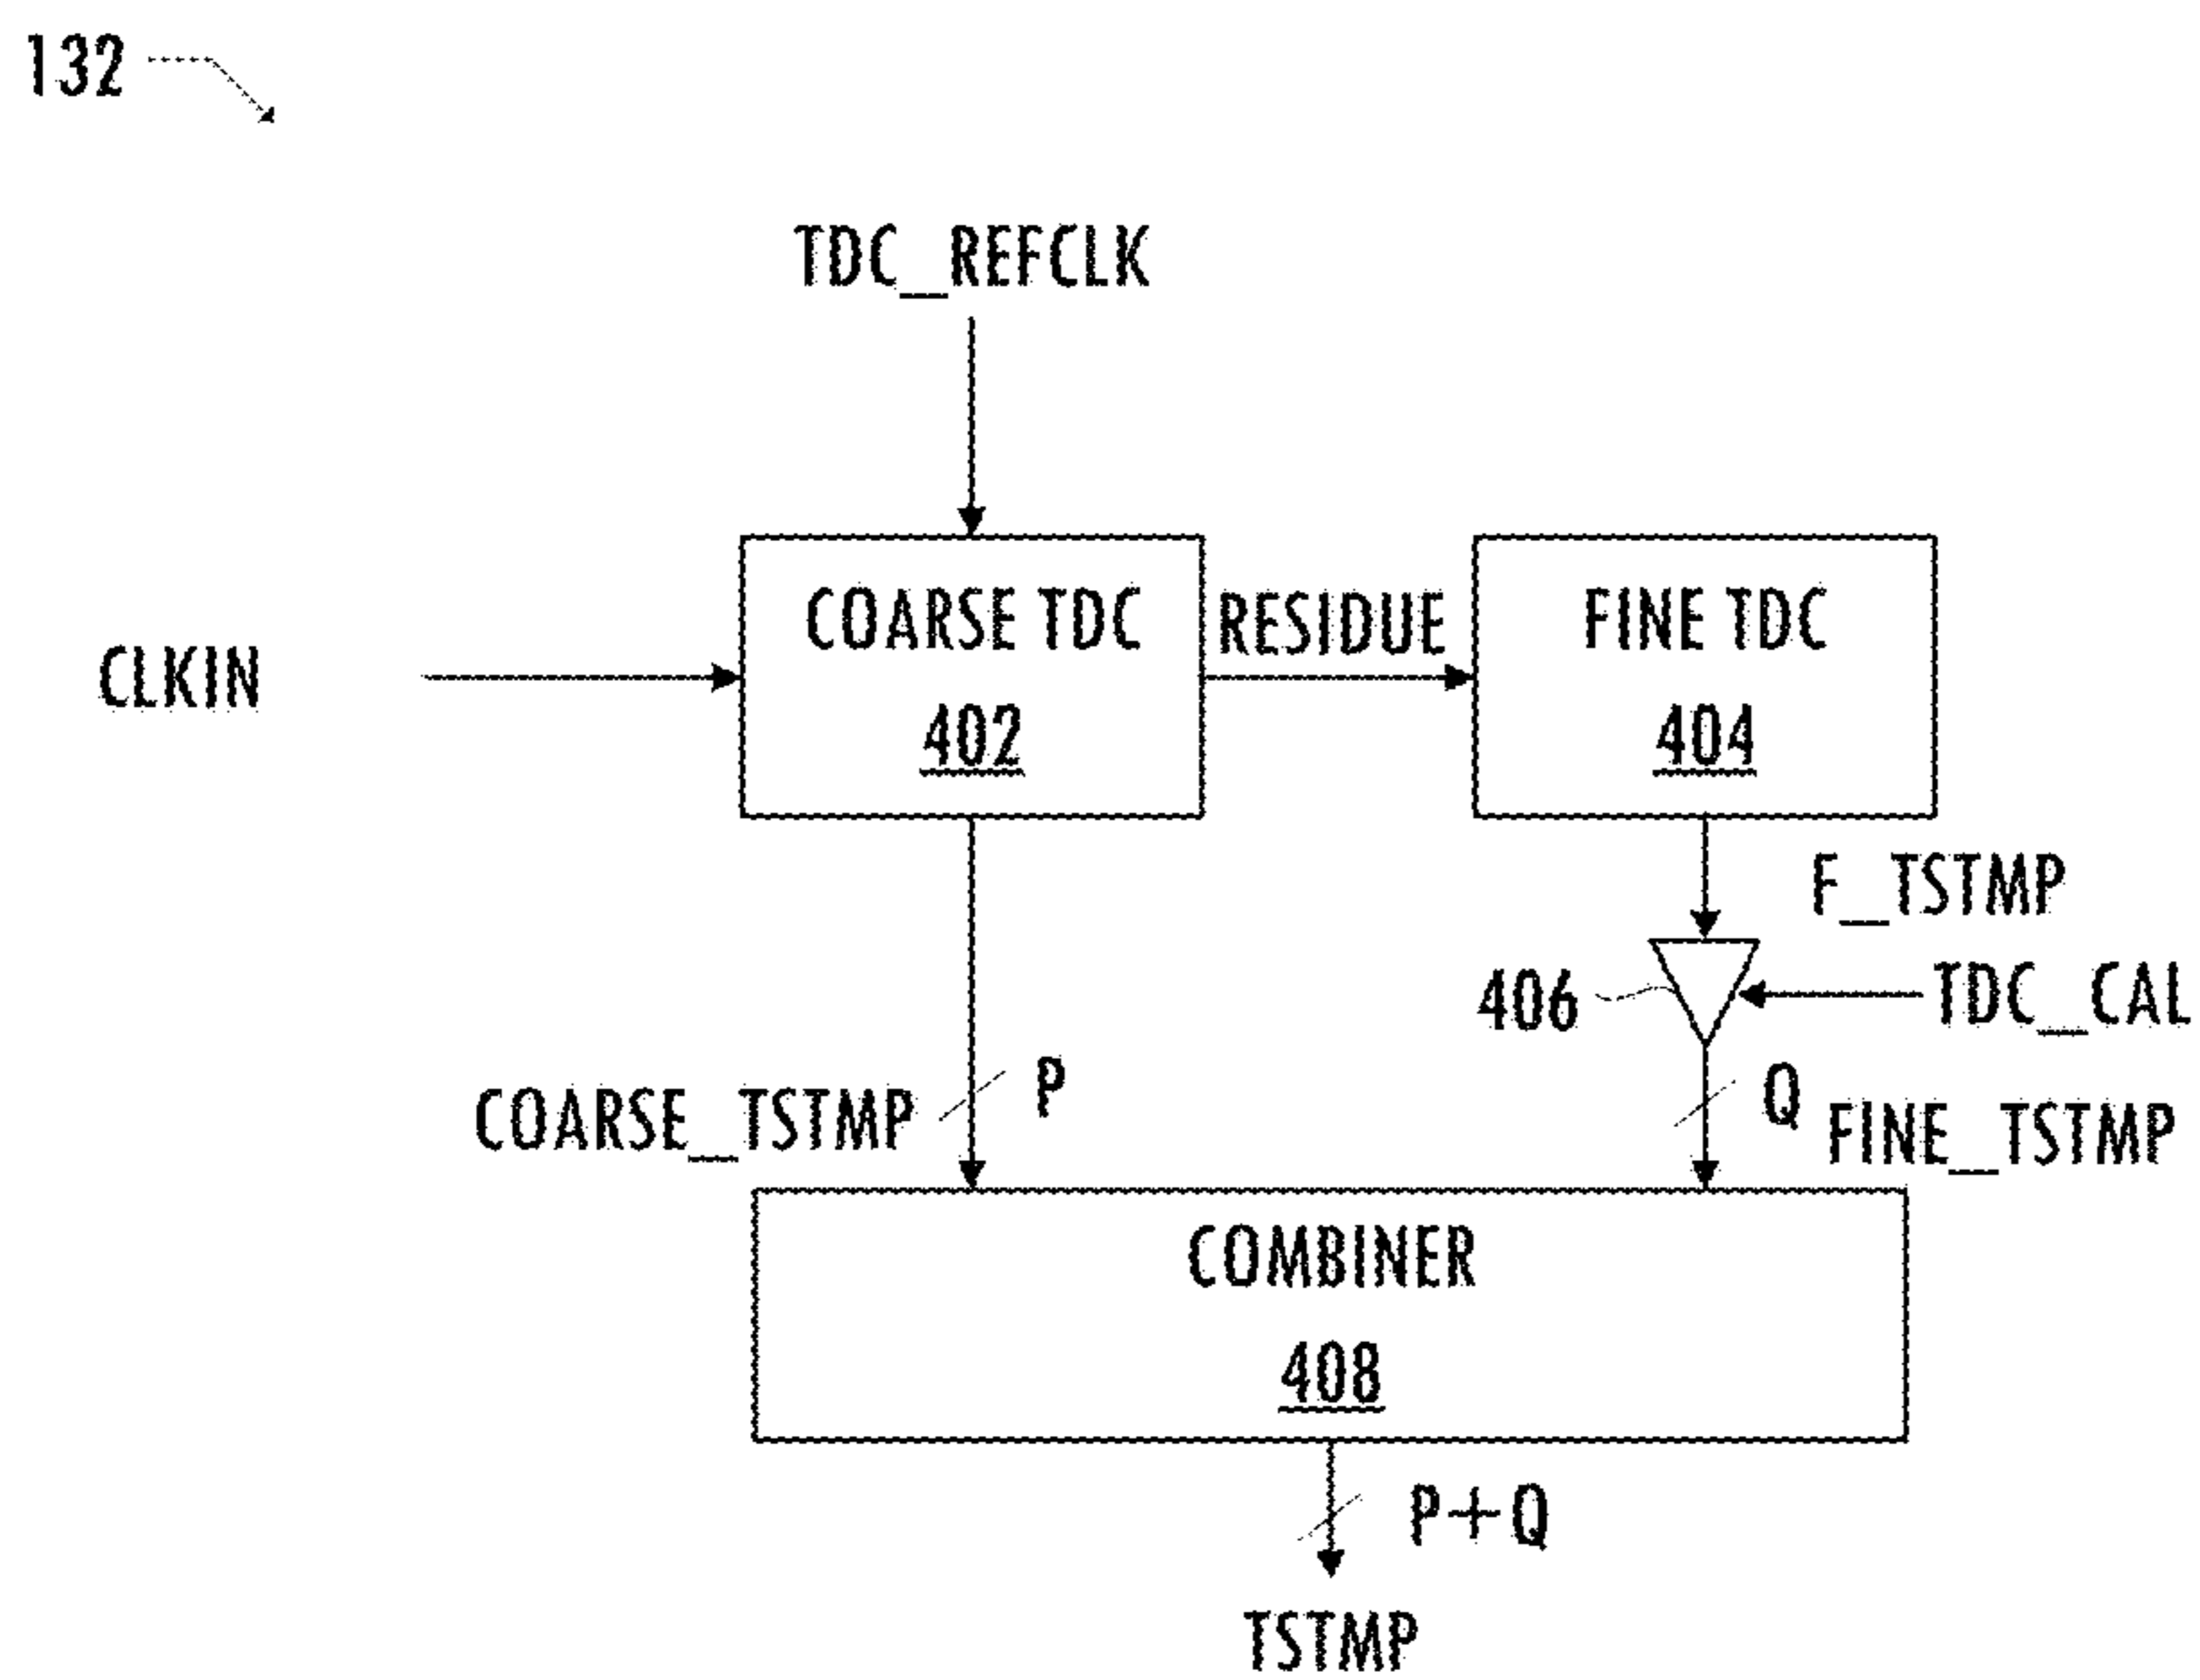 132
TDC_REFCLK
CLKIN
COARSE TDC
402
RESIDUE
FINE TDC
404
F_TSTMP
406
TDC_CAL
COARSE_TSTMP
P
Q
FINE_TSTMP
COMBINER
408
P+Q
TSTMP